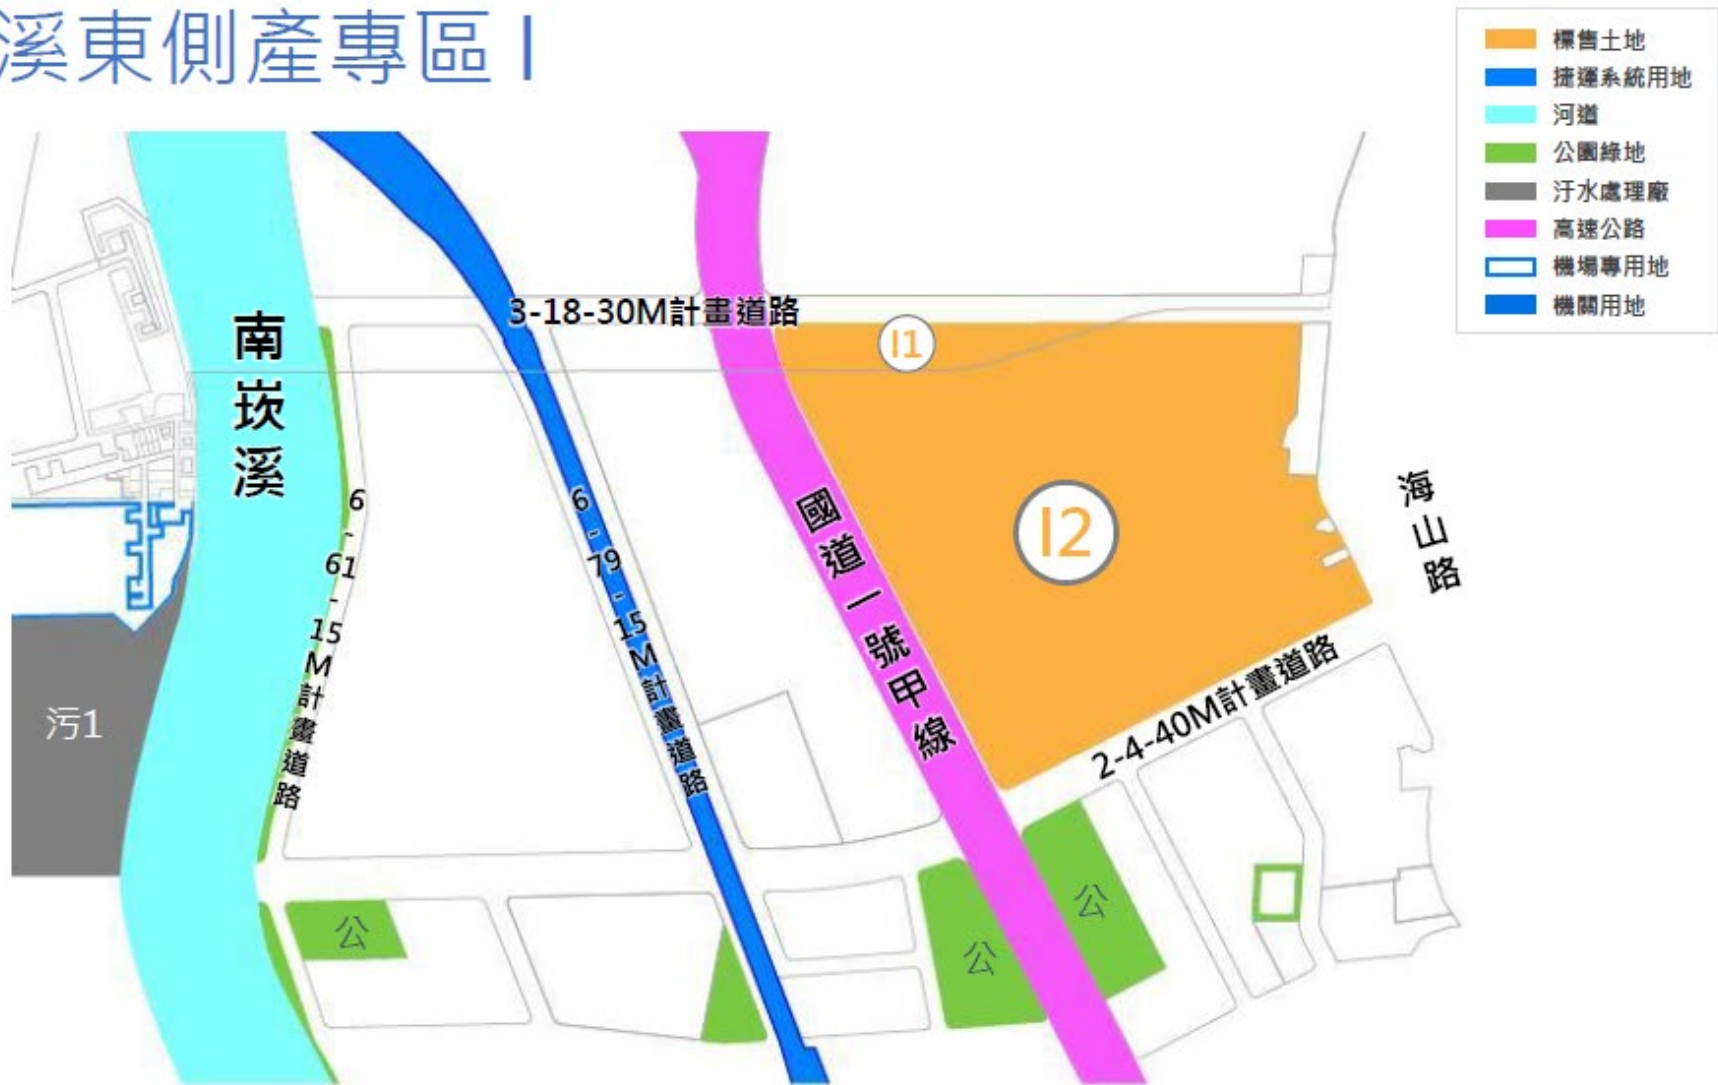 溪東側產專區 I
標售土地
捷運系統用地
河道
公園綠地
汙水處理廠
高速公路
機場專用地
機關用地
3-18-30M計畫道路
I1
南崁溪
I2
海山路
6-61-15M計畫道路
6-79-15M計畫道路
國道一號甲線
2-4-40M計畫道路
污1
公
公
公